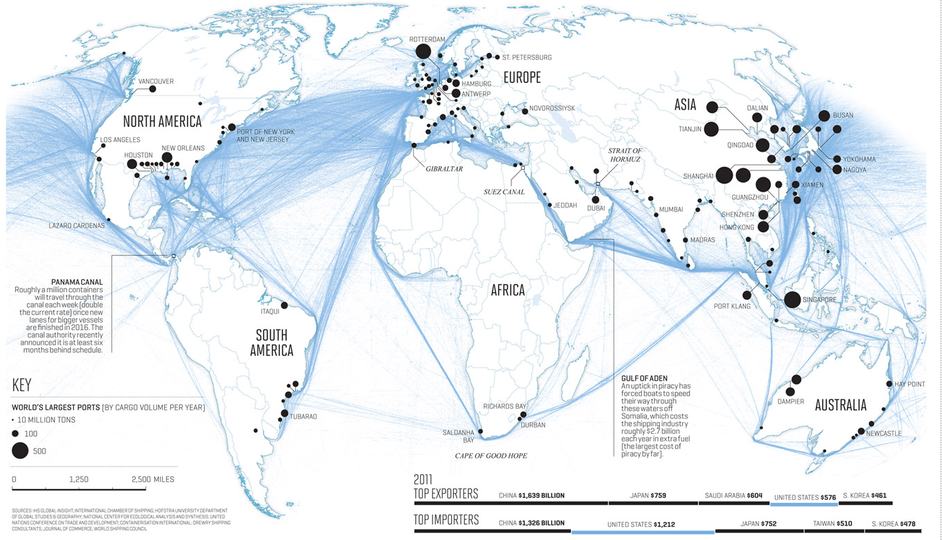 ROTTERDAM
ST. PETERSBURG
EUROPE
HAMBURG
ANTWERP
NOVOROSSIYSK
VANCOUVER
NORTH AMERICA
LOS ANGELES
HOUSTON
NEW ORLEANS
PORT OF NEW YORK
AND NEW JERSEY
LAZARO CARDENAS
GIBRALTAR
SUEZ CANAL
STRAIT OF
HORMUZ
JEDDAH
DUBAI
MUMBAI
MADRAS
ASIA
DALIAN
BUSAN
TIANJIN
QINGDAO
YOKOHAMA
NAGOYA
SHANGHAI
XIAMEN
GUANGZHOU
SHENZHEN
HONG KONG
PORT KLANG
SINGAPORE
AFRICA
PANAMA CANAL
Roughly a million containers
will travel through the
canal each week (double
the current rate) once new
lanes for bigger vessels
are finished in 2016. The
canal authority recently
announced it is at least six
months behind schedule.
ITAQUI
SOUTH
AMERICA
TUBARAO
RICHARDS BAY
DURBAN
SALDANHA
BAY
CAPE OF GOOD HOPE
GULF OF ADEN
An uptick in piracy has
forced boats to speed
their way through
these waters off
Somalia, which costs
the shipping industry
roughly $2.7 billion
each year in extra fuel
(the largest cost of
piracy by far).
HAY POINT
DAMPIER
AUSTRALIA
NEWCASTLE
KEY
WORLD'S LARGEST PORTS (BY CARGO VOLUME PER YEAR)
10 MILLION TONS
100
500
0 1,250 2,500 MILES
SOURCES: IHS GLOBAL INSIGHT; INTERNATIONAL CHAMBER OF SHIPPING; HOFSTRA UNIVERSITY DEPARTMENT
OF GLOBAL STUDIES & GEOGRAPHY; NATIONAL CENTER FOR ECOLOGICAL ANALYSIS AND SYNTHESIS; UNITED
NATIONS CONFERENCE ON TRADE AND DEVELOPMENT; CONTAINERISATION INTERNATIONAL; DREWRY SHIPPING
CONSULTANTS; JOURNAL OF COMMERCE; WORLD SHIPPING COUNCIL
2011
TOP EXPORTERS CHINA $1,639 BILLION JAPAN $759 SAUDI ARABIA $604 UNITED STATES $576 S. KOREA $461
TOP IMPORTERS CHINA $1,326 BILLION UNITED STATES $1,212 JAPAN $752 TAIWAN $510 S. KOREA $478